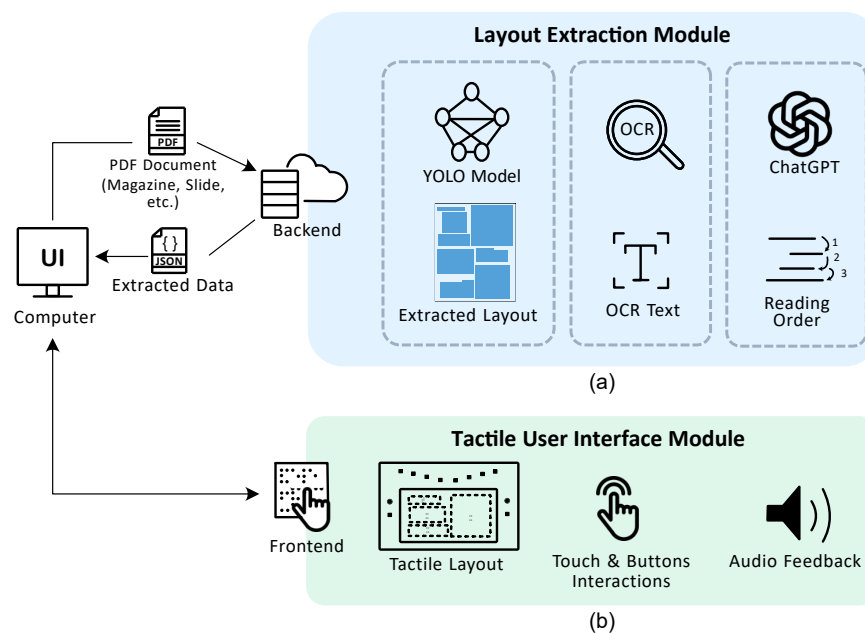 Layout Extraction Module
PDF
PDF Document
(Magazine, Slide,
etc.)
Backend
UI
Computer
{ }
JSON
Extracted Data
YOLO Model
Extracted Layout
OCR
OCR Text
ChatGPT
1
2
3
Reading
Order
(a)
Tactile User Interface Module
Frontend
Tactile Layout
Touch & Buttons
Interactions
Audio Feedback
(b)